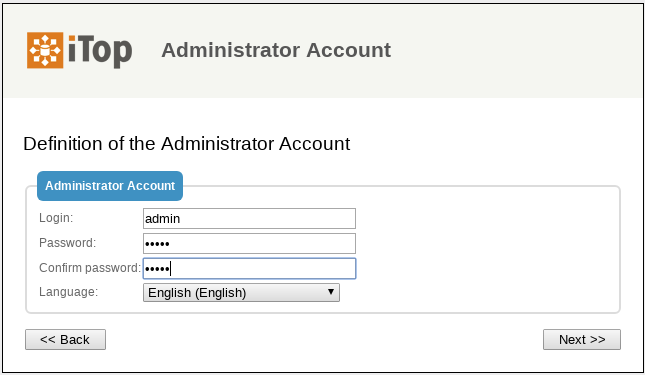 iTop Administrator Account
Definition of the Administrator Account
Administrator Account
Login: admin
Password: •••••
Confirm password: •••••
Language: English (English)
<< Back Next >>